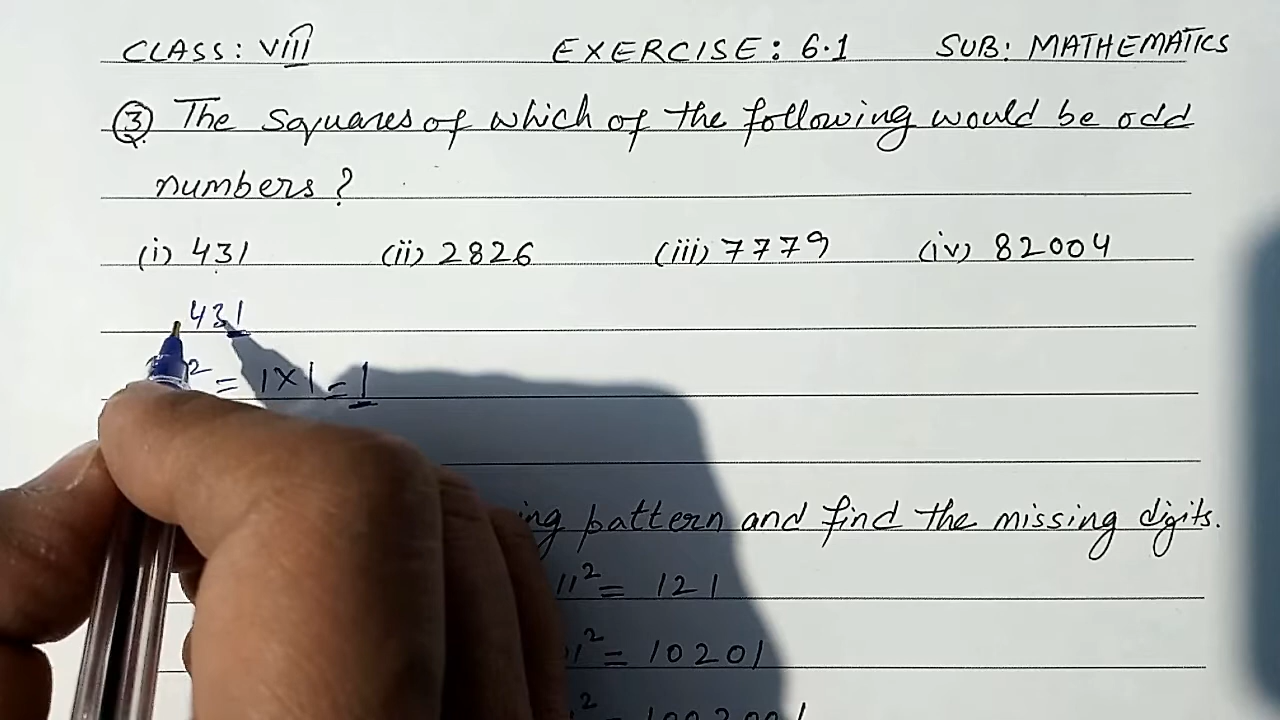 CLASS: VIII EXERCISE: 6.1 SUB: MATHEMATICS
(3) The squares of which of the following would be odd
numbers?
(i) 431 (ii) 2826 (iii) 7779 (iv) 82004
431
² = 1×1 = 1
pattern and find the missing digits.
11² = 121
² = 10201